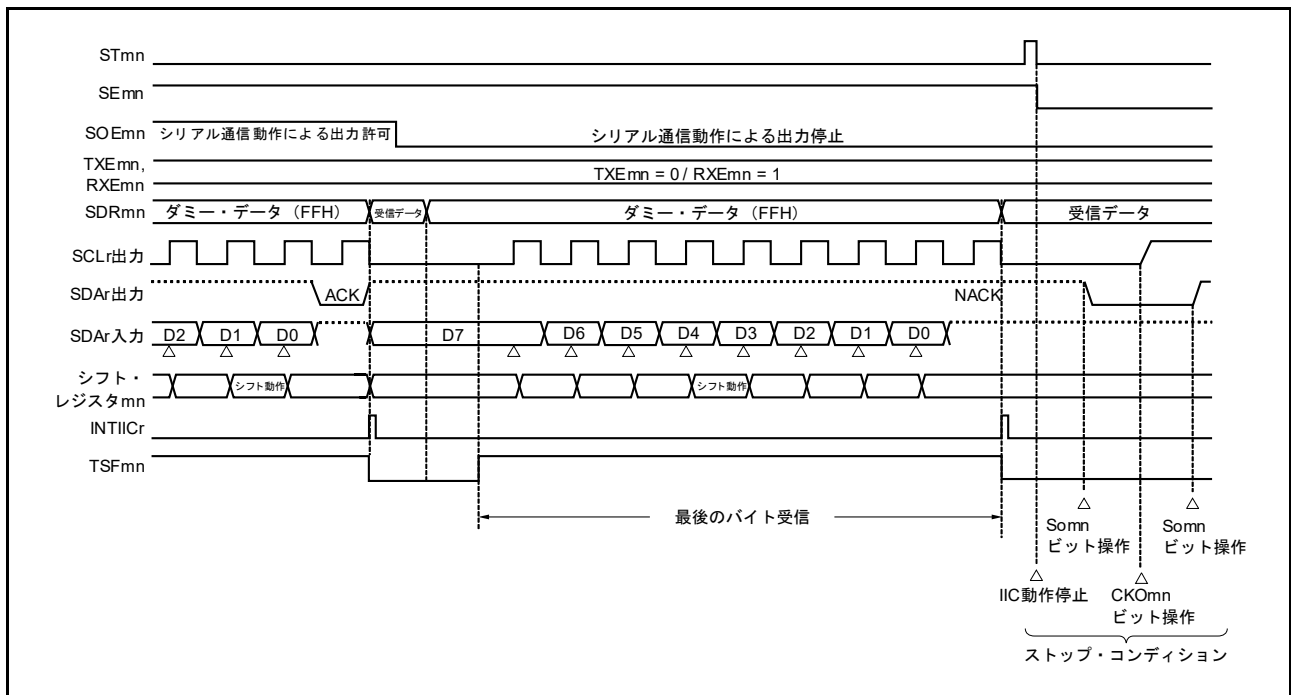 STmn
SEmn
SOEmn シリアル通信動作による出力許可 シリアル通信動作による出力停止
TXEmn,
RXEmn
TXEmn = 0 / RXEmn = 1
SDRmn ダミー・データ（FFH） 受信データ ダミー・データ（FFH） 受信データ
SCLr出力
SDAr出力 ACK NACK
SDAr入力 D2 D1 D0 D7 D6 D5 D4 D3 D2 D1 D0
シフト・
レジスタmn
シフト動作 シフト動作
INTIICr
TSFmn
最後のバイト受信
Somn
ビット操作
Somn
ビット操作
IIC動作停止
CKOmn
ビット操作
ストップ・コンディション